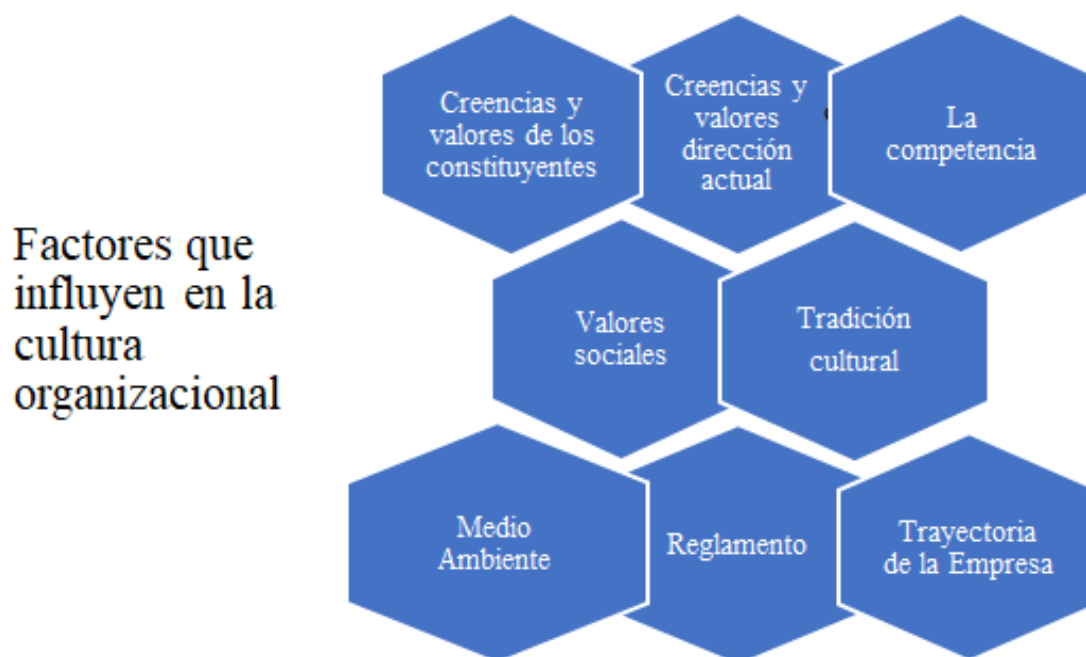 Factores que
influyen en la
cultura
organizacional
Creencias y
valores de los
constituyentes
Creencias y
valores
dirección
actual
La
competencia
Valores
sociales
Tradición
cultural
Medio
Ambiente
Reglamento
Trayectoria
de la Empresa